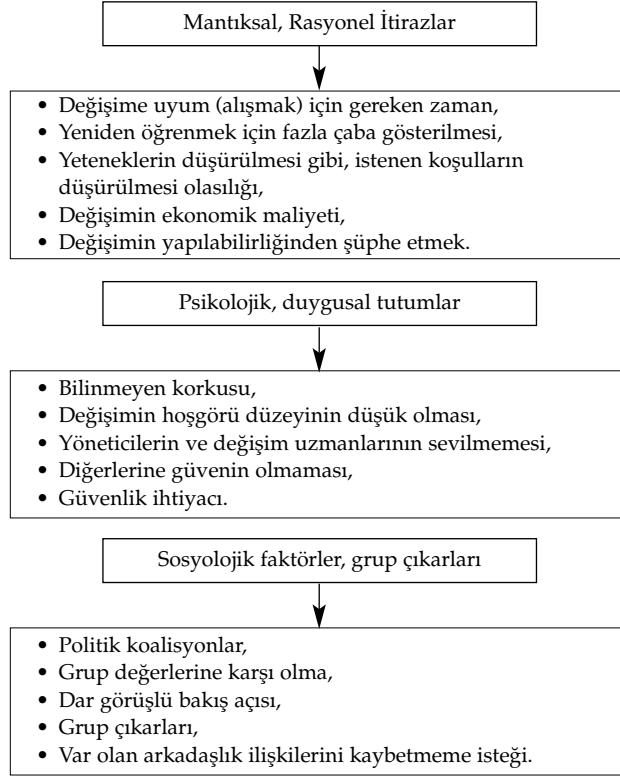 Mantıksal, Rasyonel İtirazlar
• Değişime uyum (alışmak) için gereken zaman,
• Yeniden öğrenmek için fazla çaba gösterilmesi,
• Yeteneklerin düşürülmesi gibi, istenen koşulların
düşürülmesi olasılığı,
• Değişimin ekonomik maliyeti,
• Değişimin yapılabilirliğinden şüphe etmek.
Psikolojik, duygusal tutumlar
• Bilinmeyen korkusu,
• Değişimin hoşgörü düzeyinin düşük olması,
• Yöneticilerin ve değişim uzmanlarının sevilmemesi,
• Diğerlerine güvenin olmaması,
• Güvenlik ihtiyacı.
Sosyolojik faktörler, grup çıkarları
• Politik koalisyonlar,
• Grup değerlerine karşı olma,
• Dar görüşlü bakış açısı,
• Grup çıkarları,
• Var olan arkadaşlık ilişkilerini kaybetmeme isteği.